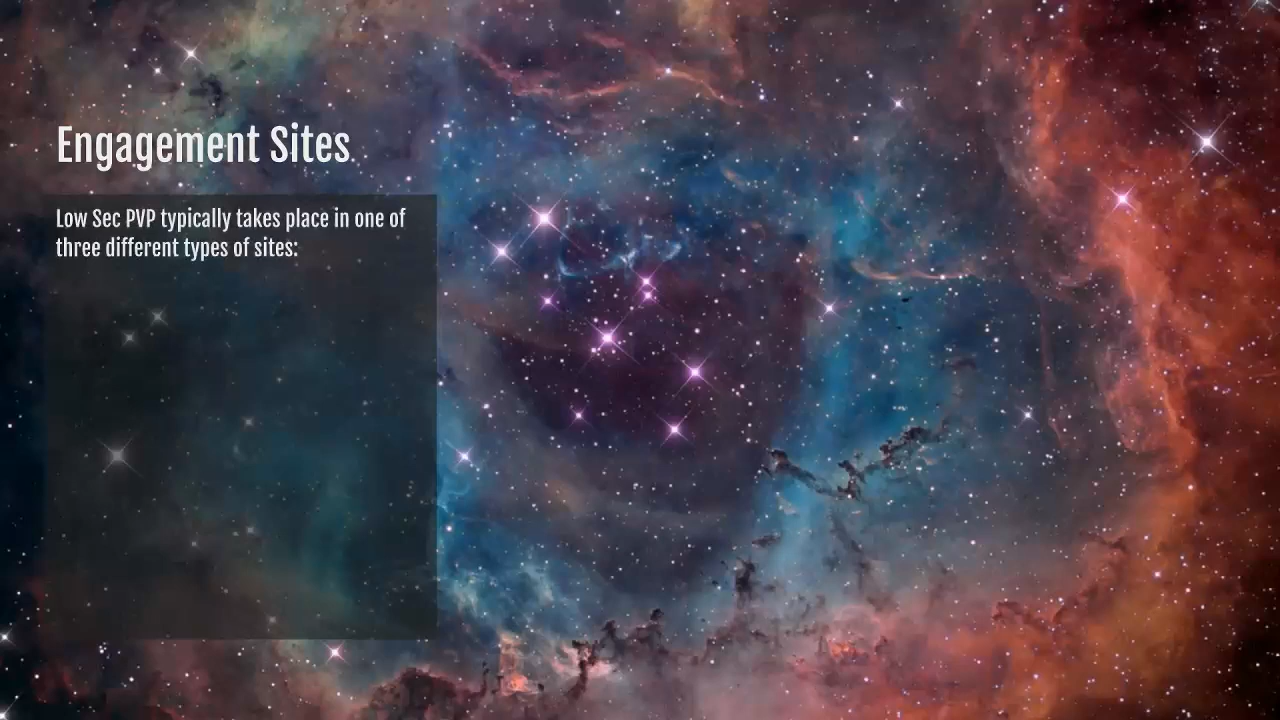 Engagement Sites
Low Sec PVP typically takes place in one of
three different types of sites: